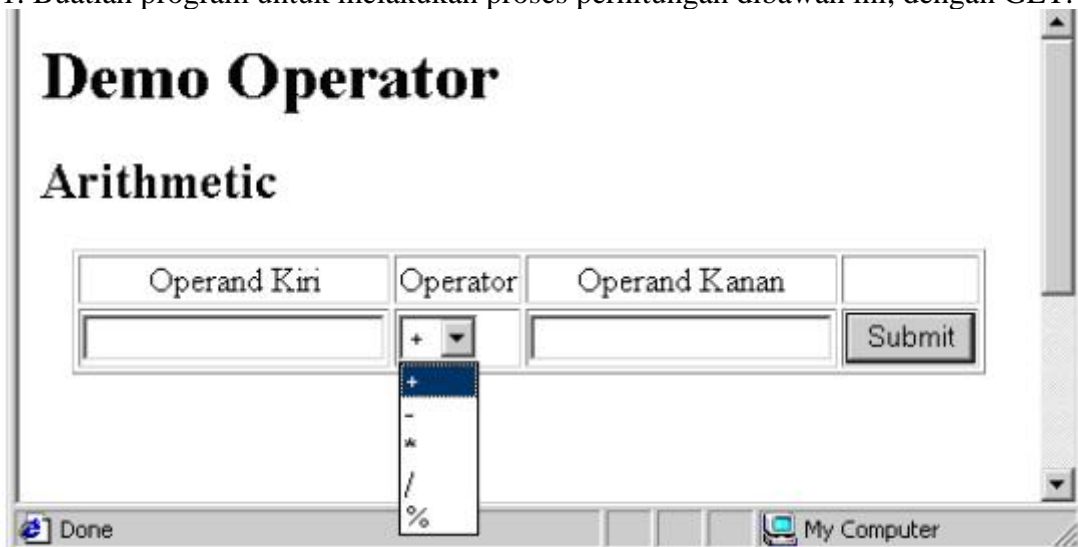 1. Buatlah program untuk melakukan proses perhitungan dibawah ini, dengan GET.
Demo Operator
Arithmetic
Operand Kiri Operator Operand Kanan
+ Submit
+
-
*
/
%
Done My Computer